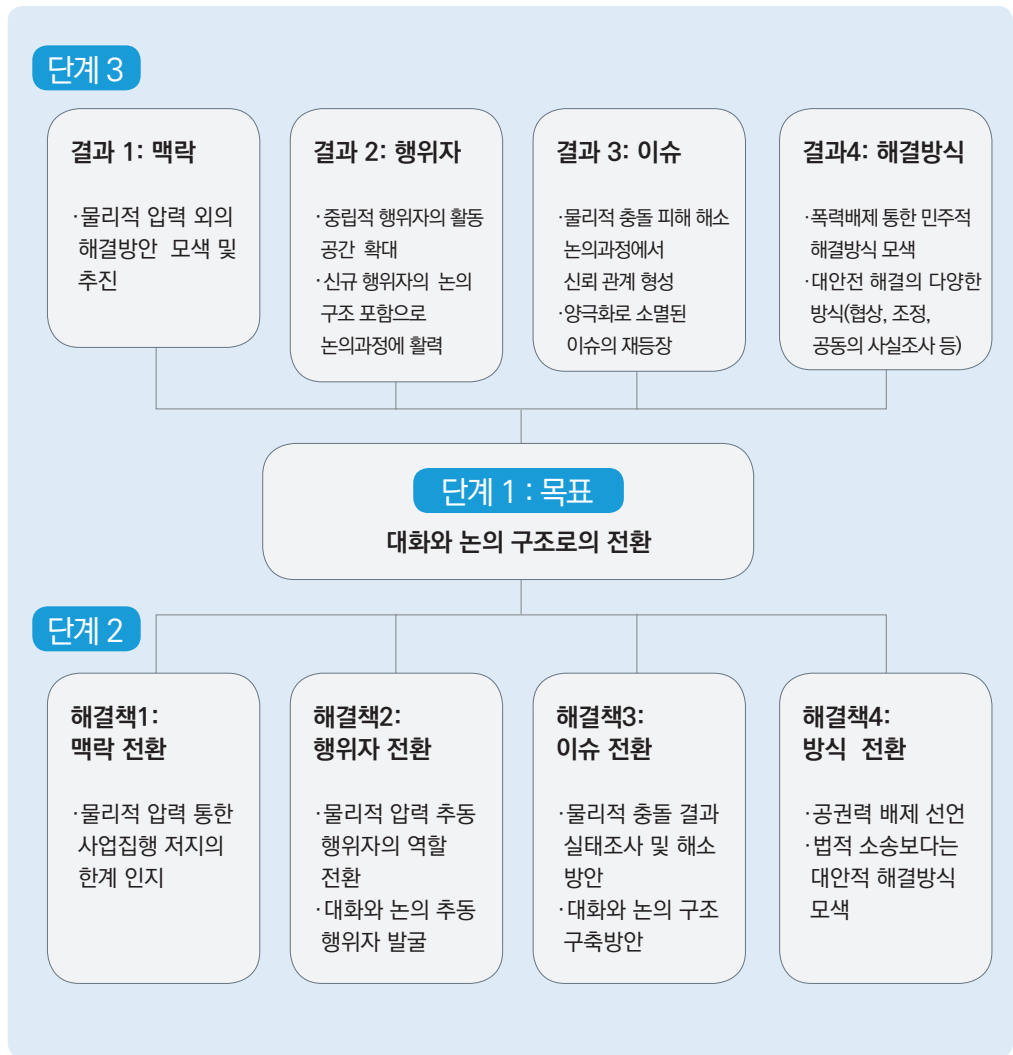 단계 3
결과 1: 맥락
·물리적 압력 외의
해결방안 모색 및
추진
결과 2: 행위자
·중립적 행위자의 활동
공간 확대
·신규 행위자의 논의
구조 포함으로
논의과정에 활력
결과 3: 이슈
·물리적 충돌 피해 해소
논의과정에서
신뢰 관계 형성
·양극화로 소멸된
이슈의 재등장
결과4: 해결방식
·폭력배제 통한 민주적
해결방식 모색
·대안전 해결의 다양한
방식(협상, 조정,
공동의 사실조사 등)
단계 1 : 목표
대화와 논의 구조로의 전환
단계 2
해결책1:
맥락 전환
·물리적 압력 통한
사업집행 저지의
한계 인지
해결책2:
행위자 전환
·물리적 압력 추동
행위자의 역할
전환
·대화와 논의 추동
행위자 발굴
해결책3:
이슈 전환
·물리적 충돌 결과
실태조사 및 해소
방안
·대화와 논의 구조
구축방안
해결책4:
방식 전환
·공권력 배제 선언
·법적 소송보다는
대안적 해결방식
모색